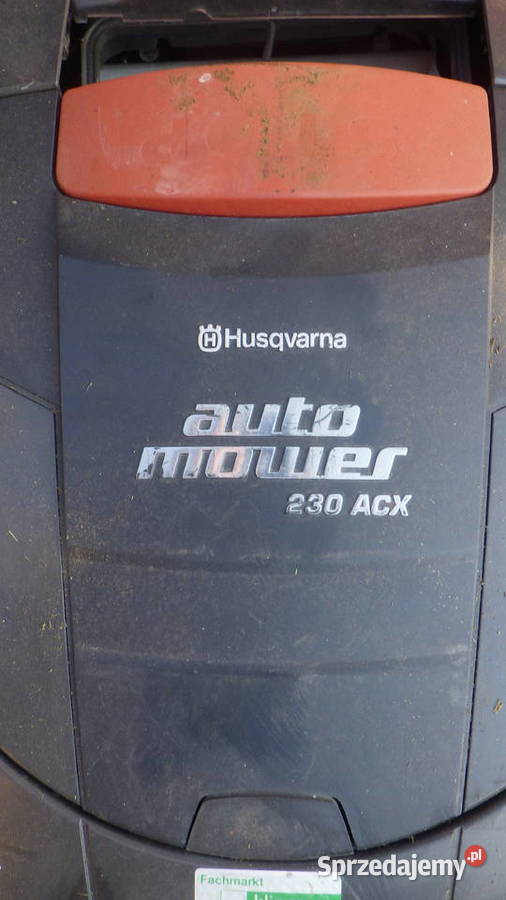 Husqvarna
auto
mower
230 ACX
Fachmarkt
Sprzedajemy.pl